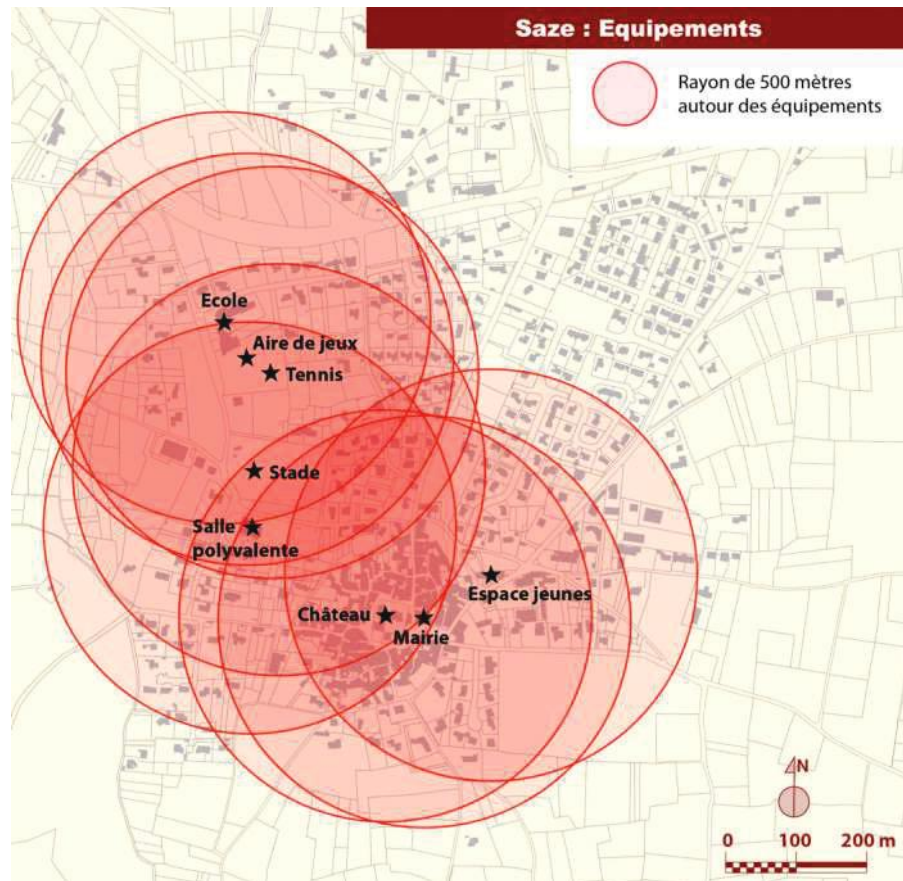 Saze : Equipements
Rayon de 500 mètres
autour des équipements
Ecole
Aire de jeux
Tennis
Stade
Salle
polyvalente
Espace jeunes
Château
Mairie
N
0 100 200 m